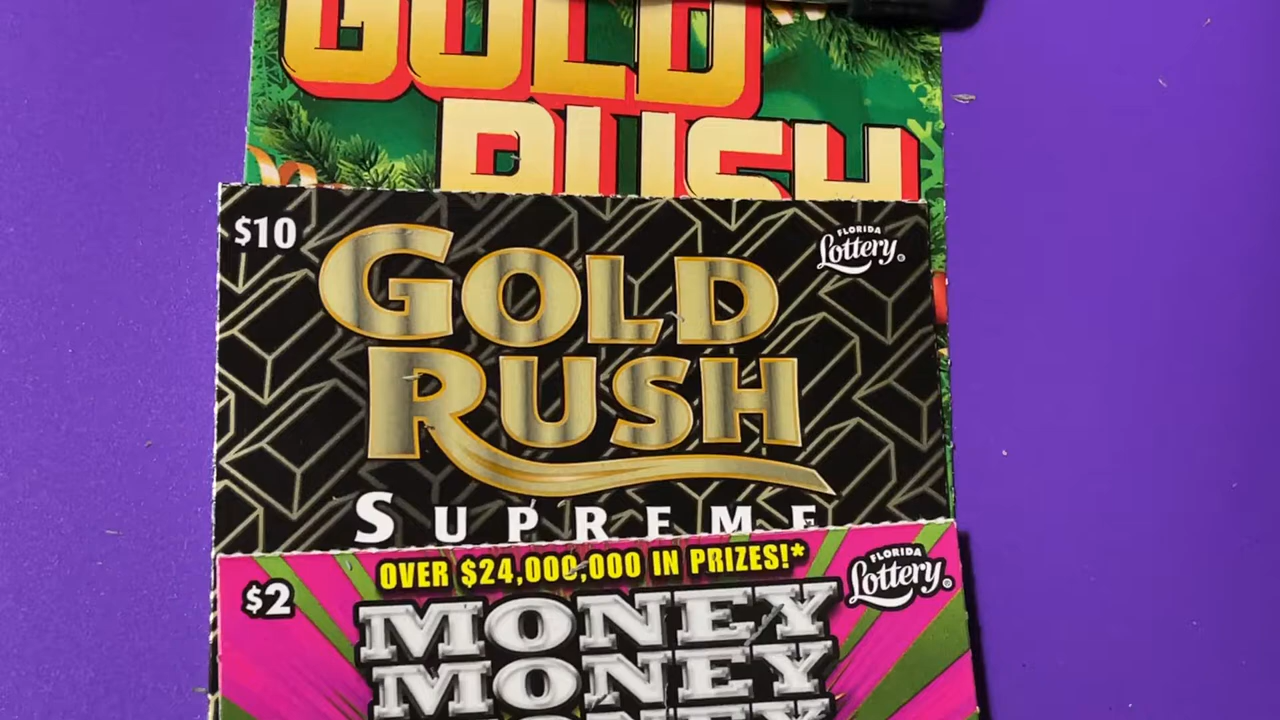 GOLD
RUSH
$10
FLORIDA
Lottery®
GOLD
RUSH
SUPREME
OVER $24,000,000 IN PRIZES!*
FLORIDA
Lottery®
$2
MONEY
MONEY
MONEY